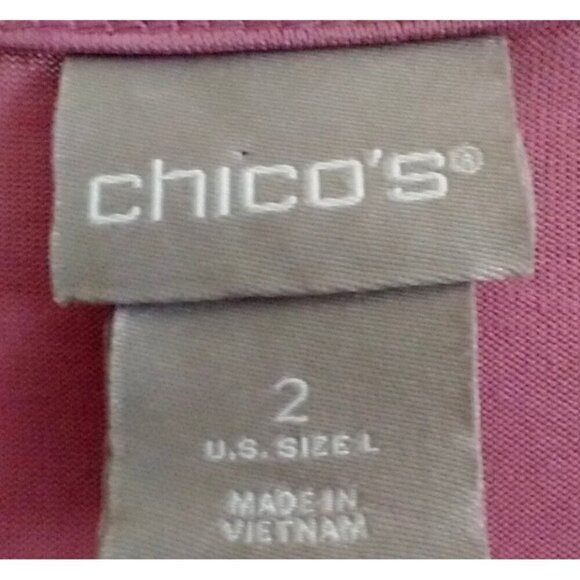 chico's®
2
U.S. SIZE L
MADE IN
VIETNAM